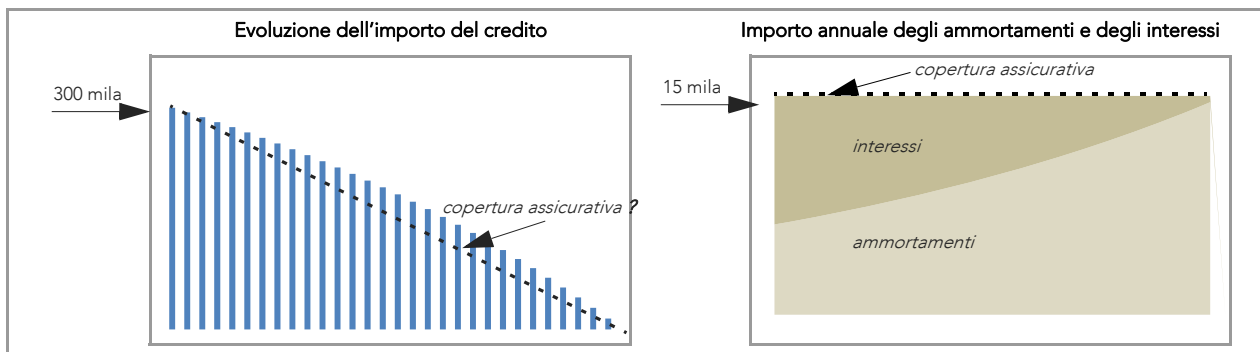 Evoluzione dell'importo del credito
300 mila
copertura assicurativa ?
Importo annuale degli ammortamenti e degli interessi
15 mila
copertura assicurativa
interessi
ammortamenti